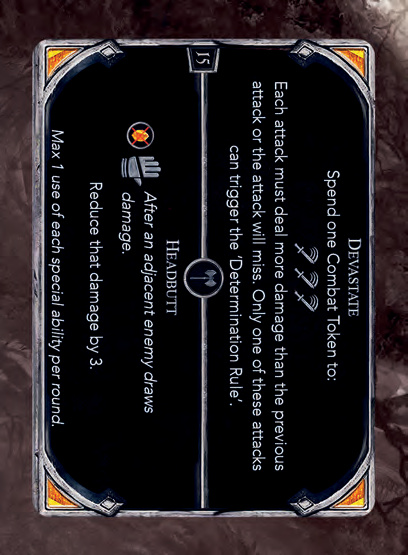 DEVASTATE
Spend one Combat Token to:
Each attack must deal more damage than the previous
attack or the attack will miss. Only one of these attacks
can trigger the 'Determination Rule'.
15
HEADBUTT
After an adjacent enemy draws
damage.
Reduce that damage by 3.
Max 1 use of each special ability per round.